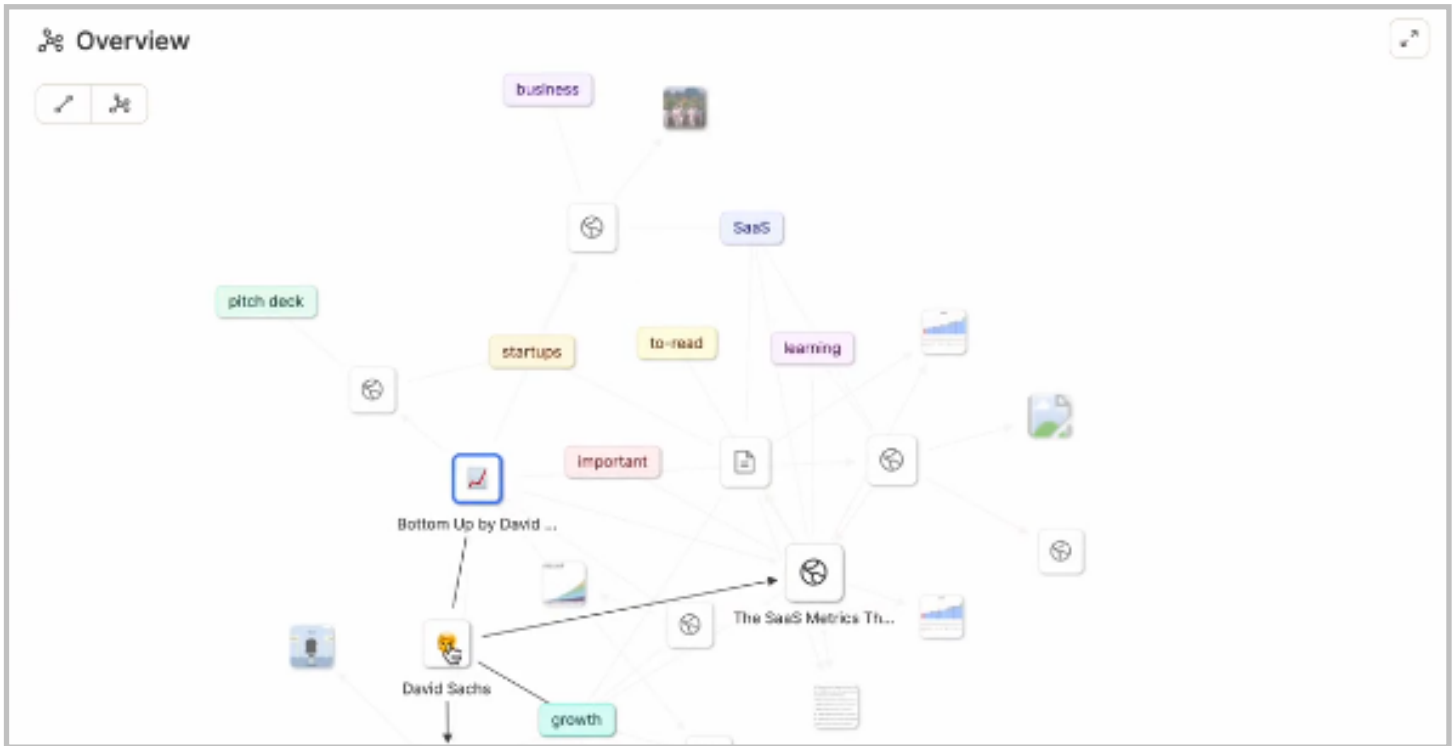 Overview
business
SaaS
pitch deck
startups
to-read
learning
important
Bottom Up by David ...
The SaaS Metrics Th...
David Sachs
growth